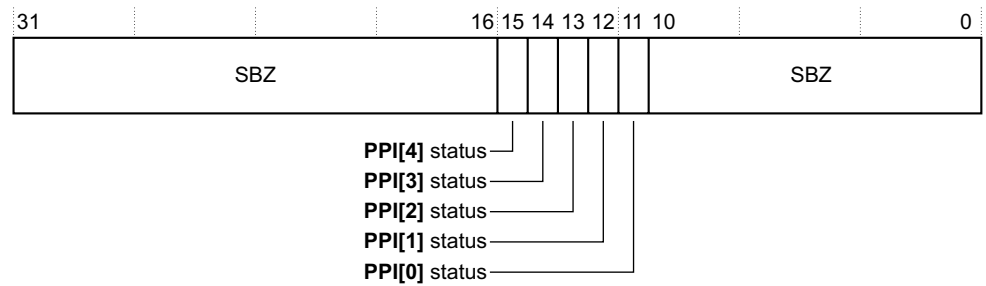 31 16 15 14 13 12 11 10 0
SBZ SBZ
PPI[4] status
PPI[3] status
PPI[2] status
PPI[1] status
PPI[0] status